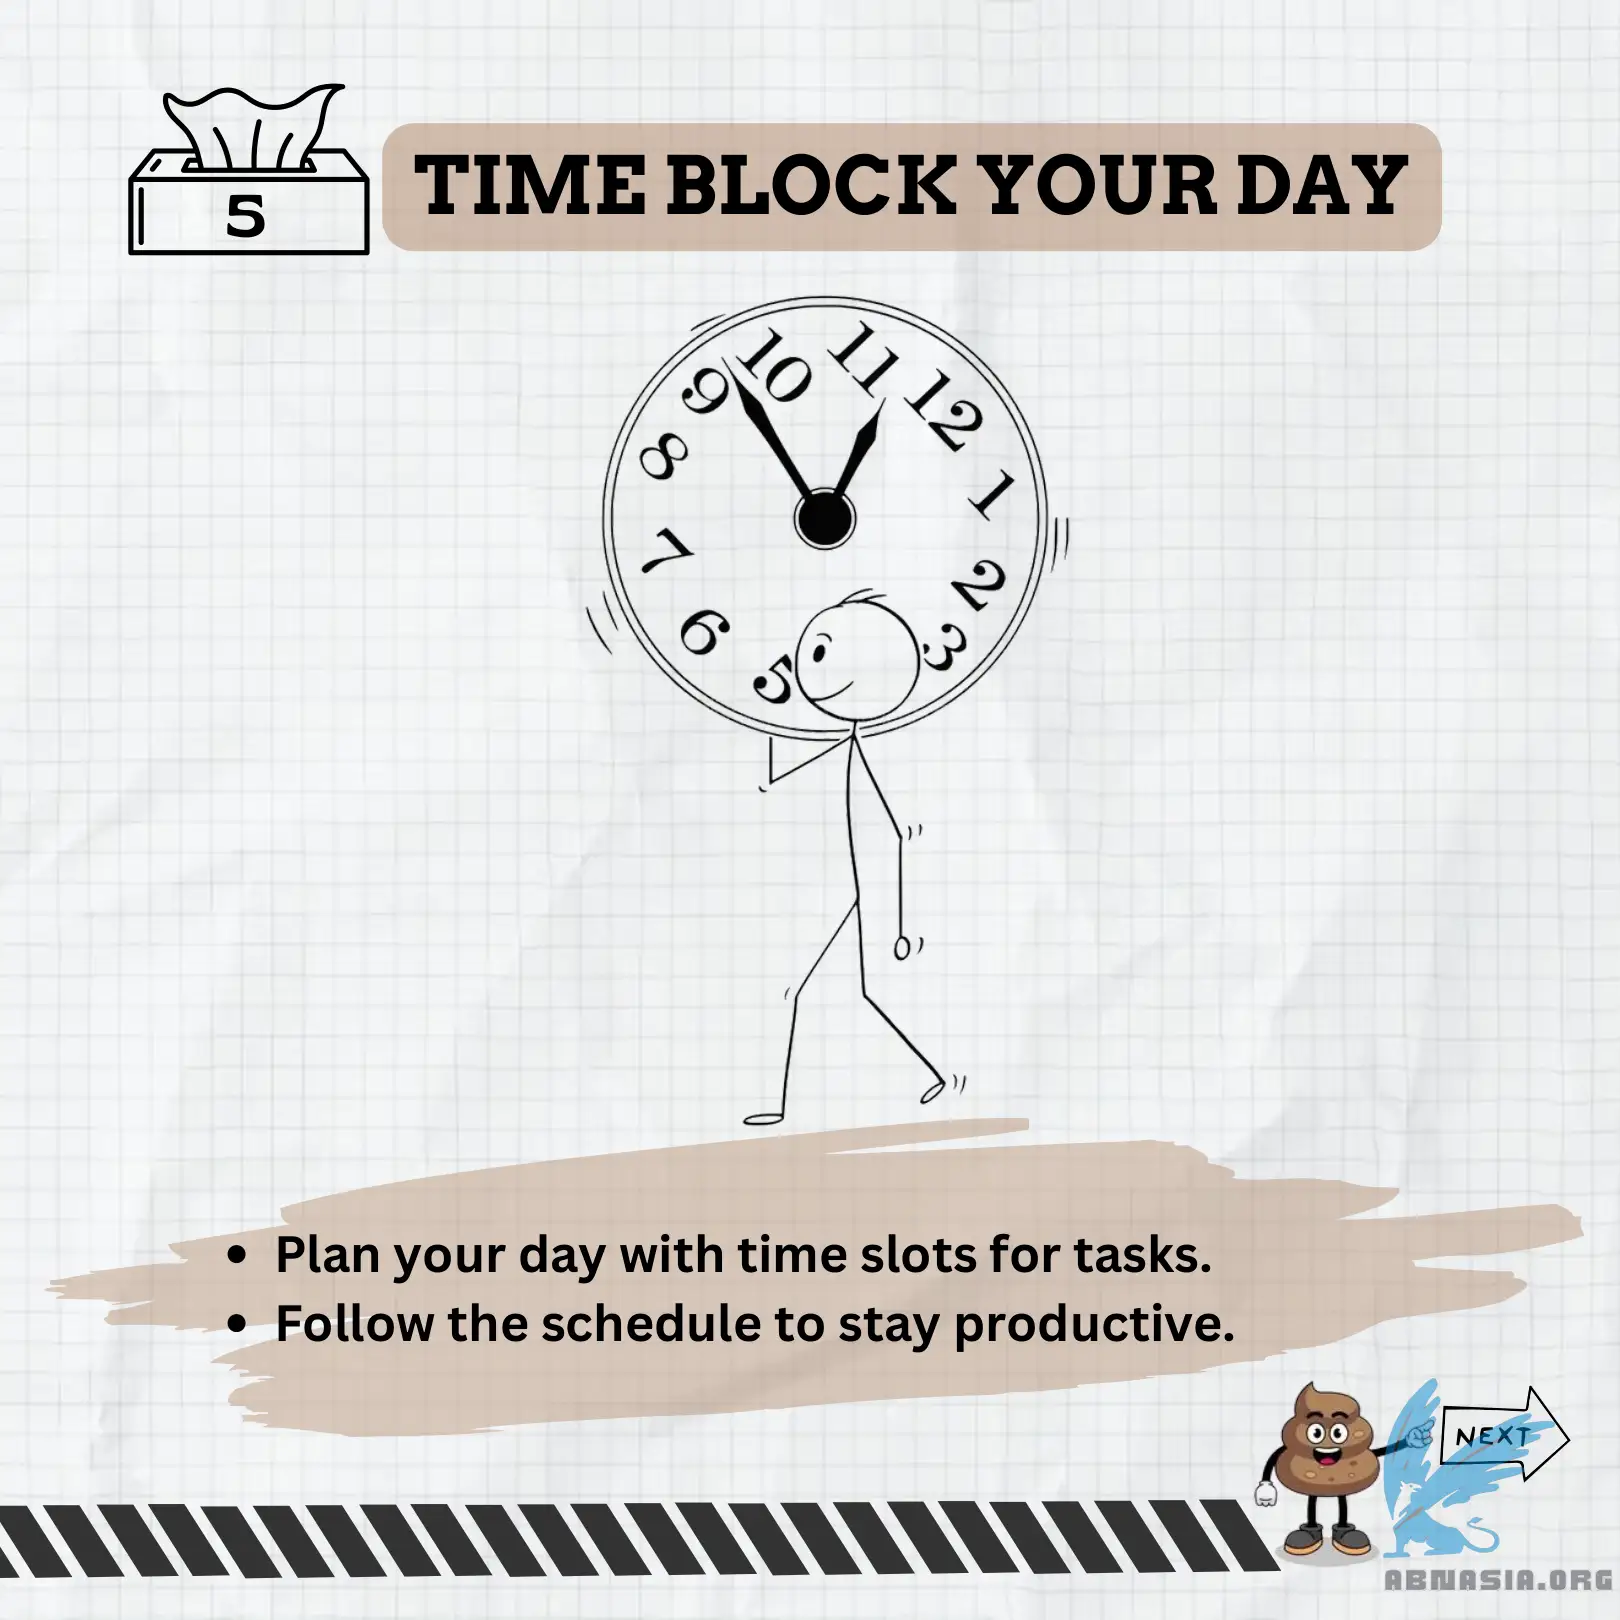 5
TIME BLOCK YOUR DAY
10
11
9
12
8
1
7
2
6
3
5
• Plan your day with time slots for tasks.
• Follow the schedule to stay productive.
NEXT
ABNASIA.ORG